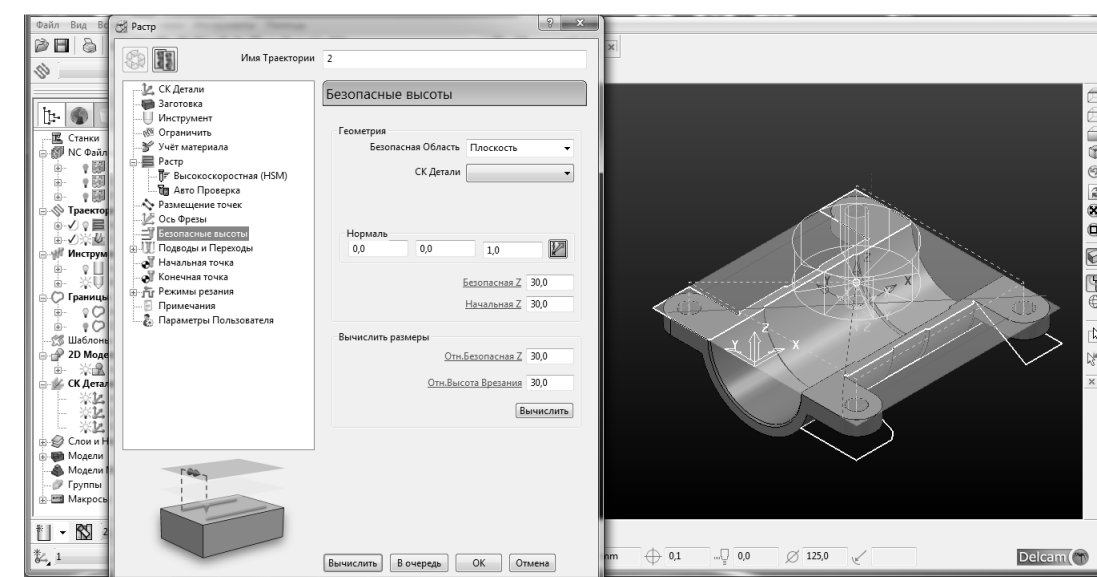 Файл Вид
Растр
Имя Траектории 2
СК Детали
Заготовка
Инструмент
Ограничить
Учёт материала
Растр
Высокоскоростная (HSM)
Авто Проверка
Размещение точек
Ось Фрезы
Безопасные высоты
Подводы и Переходы
Начальная точка
Конечная точка
Режимы резания
Примечания
Параметры Пользователя
Безопасные высоты
Геометрия
Безопасная Область Плоскость
СК Детали
Нормаль
0,0 0,0 1,0
Безопасная Z 30,0
Начальная Z 30,0
Вычислить размеры
Отн.Безопасная Z 30,0
Отн.Высота Врезания 30,0
Вычислить
Вычислить В очередь ОК Отмена
Станки
NC Файл
Траектор
Инструм
Границы
Шаблоны
2D Моде
СК Детал
Слои и Н
Модели
Модели
Группы
Макросы
1
Z
Y X
Z
Y X
mm 0,1 0,0 125,0
Delcam